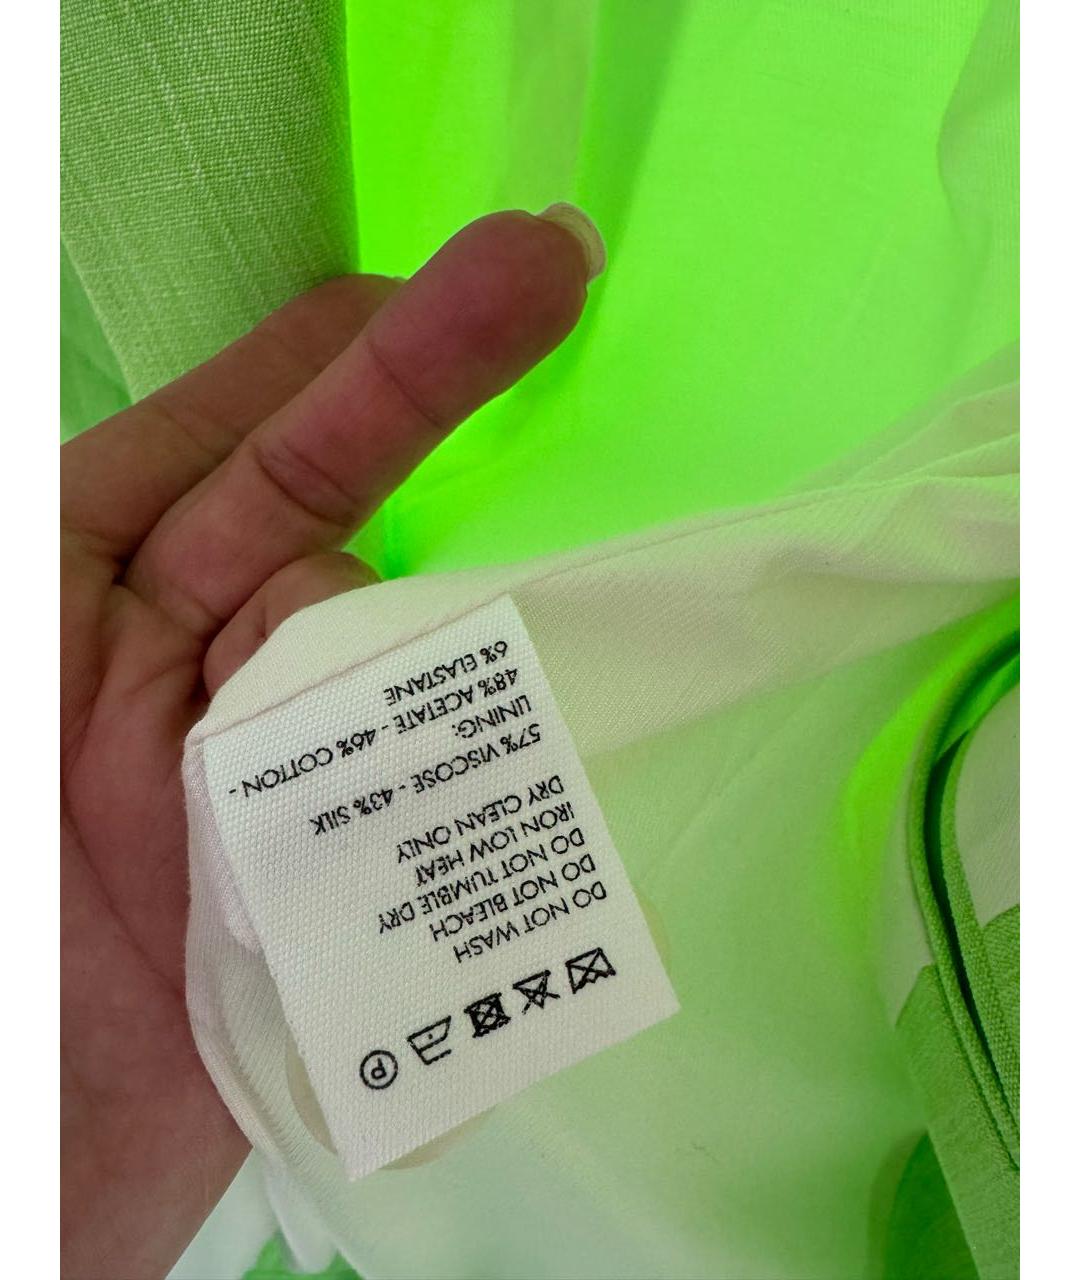 P
DO NOT WASH
DO NOT BLEACH
DO NOT TUMBLE DRY
IRON LOW HEAT
DRY CLEAN ONLY
57% VISCOSE - 43% SILK
LINING:
48% ACETATE - 46% COTTON -
6% ELASTANE